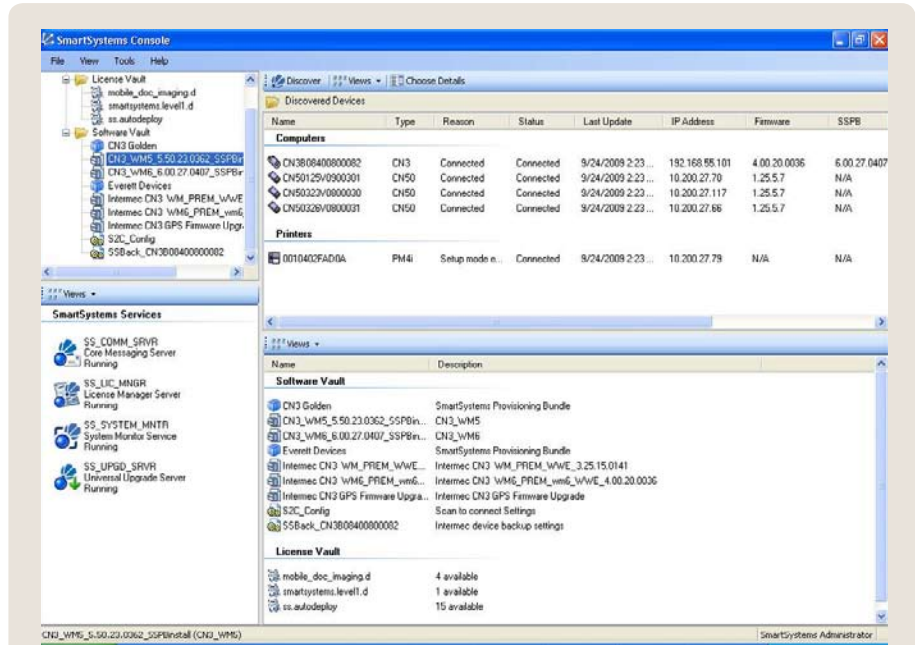 SmartSystems Console
File View Tools Help
License Vault
mobile_doc_imaging.d
smartsystems.level1.d
ss.autodeploy
Software Vault
CN3 Golden
CN3_WM5_5.50.23.0362_SSPBin
CN3_WM6_6.00.27.0407_SSPBir
Everett Devices
Intermec CN3 WM_PREM_WWE
Intermec CN3 WM6_PREM_vm6_
Intermec CN3 GPS Firmware Upgr
S2C_Config
SSBack_CN3B08400800082
Views
SmartSystems Services
SS_COMM_SRVR
Core Messaging Server
Running
SS_LIC_MNGR
License Manager Server
Running
SS_SYSTEM_MNTR
System Monitor Service
Running
SS_UPGD_SRVR
Universal Upgrade Server
Running
Discover Views Choose Details
Discovered Devices
Name Type Reason Status Last Update IP Address Firmware SSPB
Computers
CN3B08400800082 CN3 Connected Connected 9/24/2009 2:23 ... 192.168.55.101 4.00.20.0036 6.00.27.0407
CN50125V0900301 CN50 Connected Connected 9/24/2009 2:23 ... 10.200.27.70 1.25.5.7 N/A
CN50323V0800030 CN50 Connected Connected 9/24/2009 2:23 ... 10.200.27.117 1.25.5.7 N/A
CN50326V0800031 CN50 Connected Connected 9/24/2009 2:23 ... 10.200.27.66 1.25.5.7 N/A
Printers
0010402FAD0A PM4i Setup mode e... Connected 9/24/2009 2:23 ... 10.200.27.79 N/A N/A
Views
Name Description
Software Vault
CN3 Golden SmartSystems Provisioning Bundle
CN3_WM5_5.50.23.0362_SSPBin... CN3_WM5
CN3_WM6_6.00.27.0407_SSPBin... CN3_WM6
Everett Devices SmartSystems Provisioning Bundle
Intermec CN3 WM_PREM_WWE... Intermec CN3 WM_PREM_WWE_3.25.15.0141
Intermec CN3 WM6_PREM_vm6... Intermec CN3 WM6_PREM_vm6_WWE_4.00.20.0036
Intermec CN3 GPS Firmware Upgra... Intermec CN3 GPS Firmware Upgrade
S2C_Config Scan to connect Settings
SSBack_CN3B08400800082 Intermec device backup settings
License Vault
mobile_doc_imaging.d 4 available
smartsystems.level1.d 1 available
ss.autodeploy 15 available
CN3_WM5_5.50.23.0362_SSPBinstall (CN3_WM5) SmartSystems Administrator